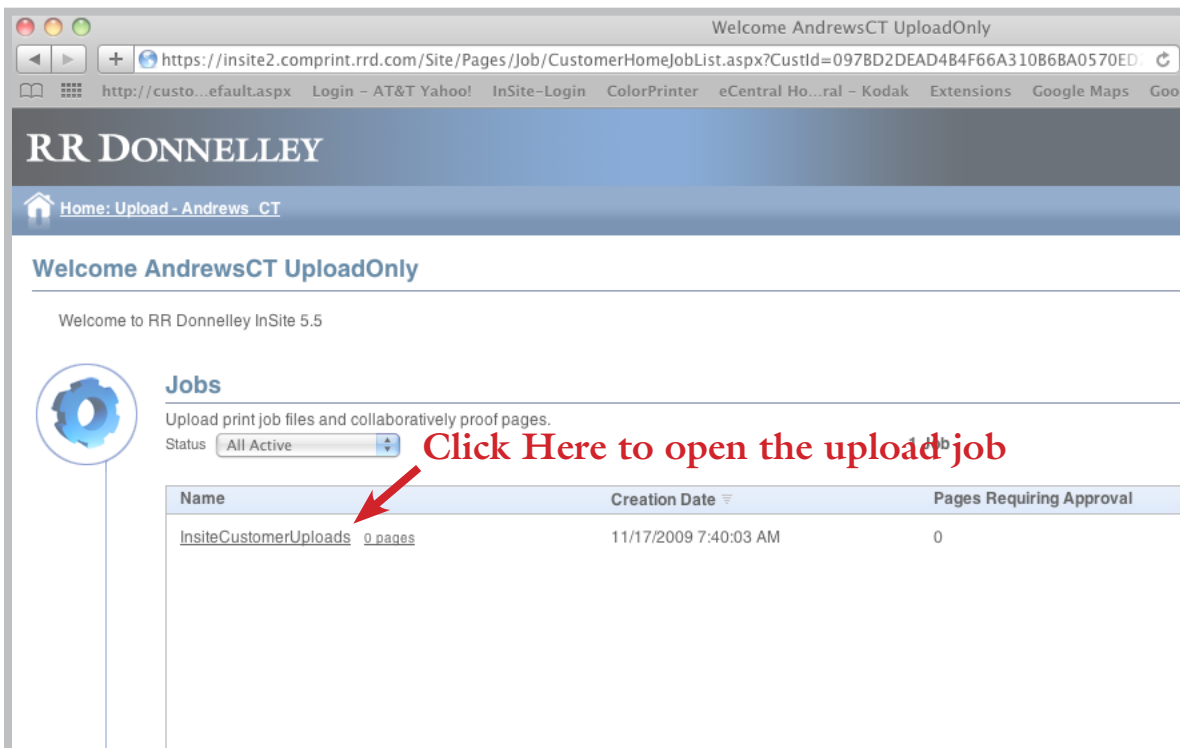 Welcome AndrewsCT UploadOnly
https://insite2.comprint.rrd.com/Site/Pages/Job/CustomerHomeJobList.aspx?CustId=097BD2DEAD4B4F66A310B6BA0570ED
http://custo...efault.aspx Login – AT&T Yahoo! InSite-Login ColorPrinter eCentral Ho...ral – Kodak Extensions Google Maps Goo
RR DONNELLEY
Home: Upload - Andrews_CT
Welcome AndrewsCT UploadOnly
Welcome to RR Donnelley InSite 5.5
Jobs
Upload print job files and collaboratively proof pages.
Status All Active 1 Job
Click Here to open the upload job
Name Creation Date Pages Requiring Approval
InsiteCustomerUploads 0 pages 11/17/2009 7:40:03 AM 0